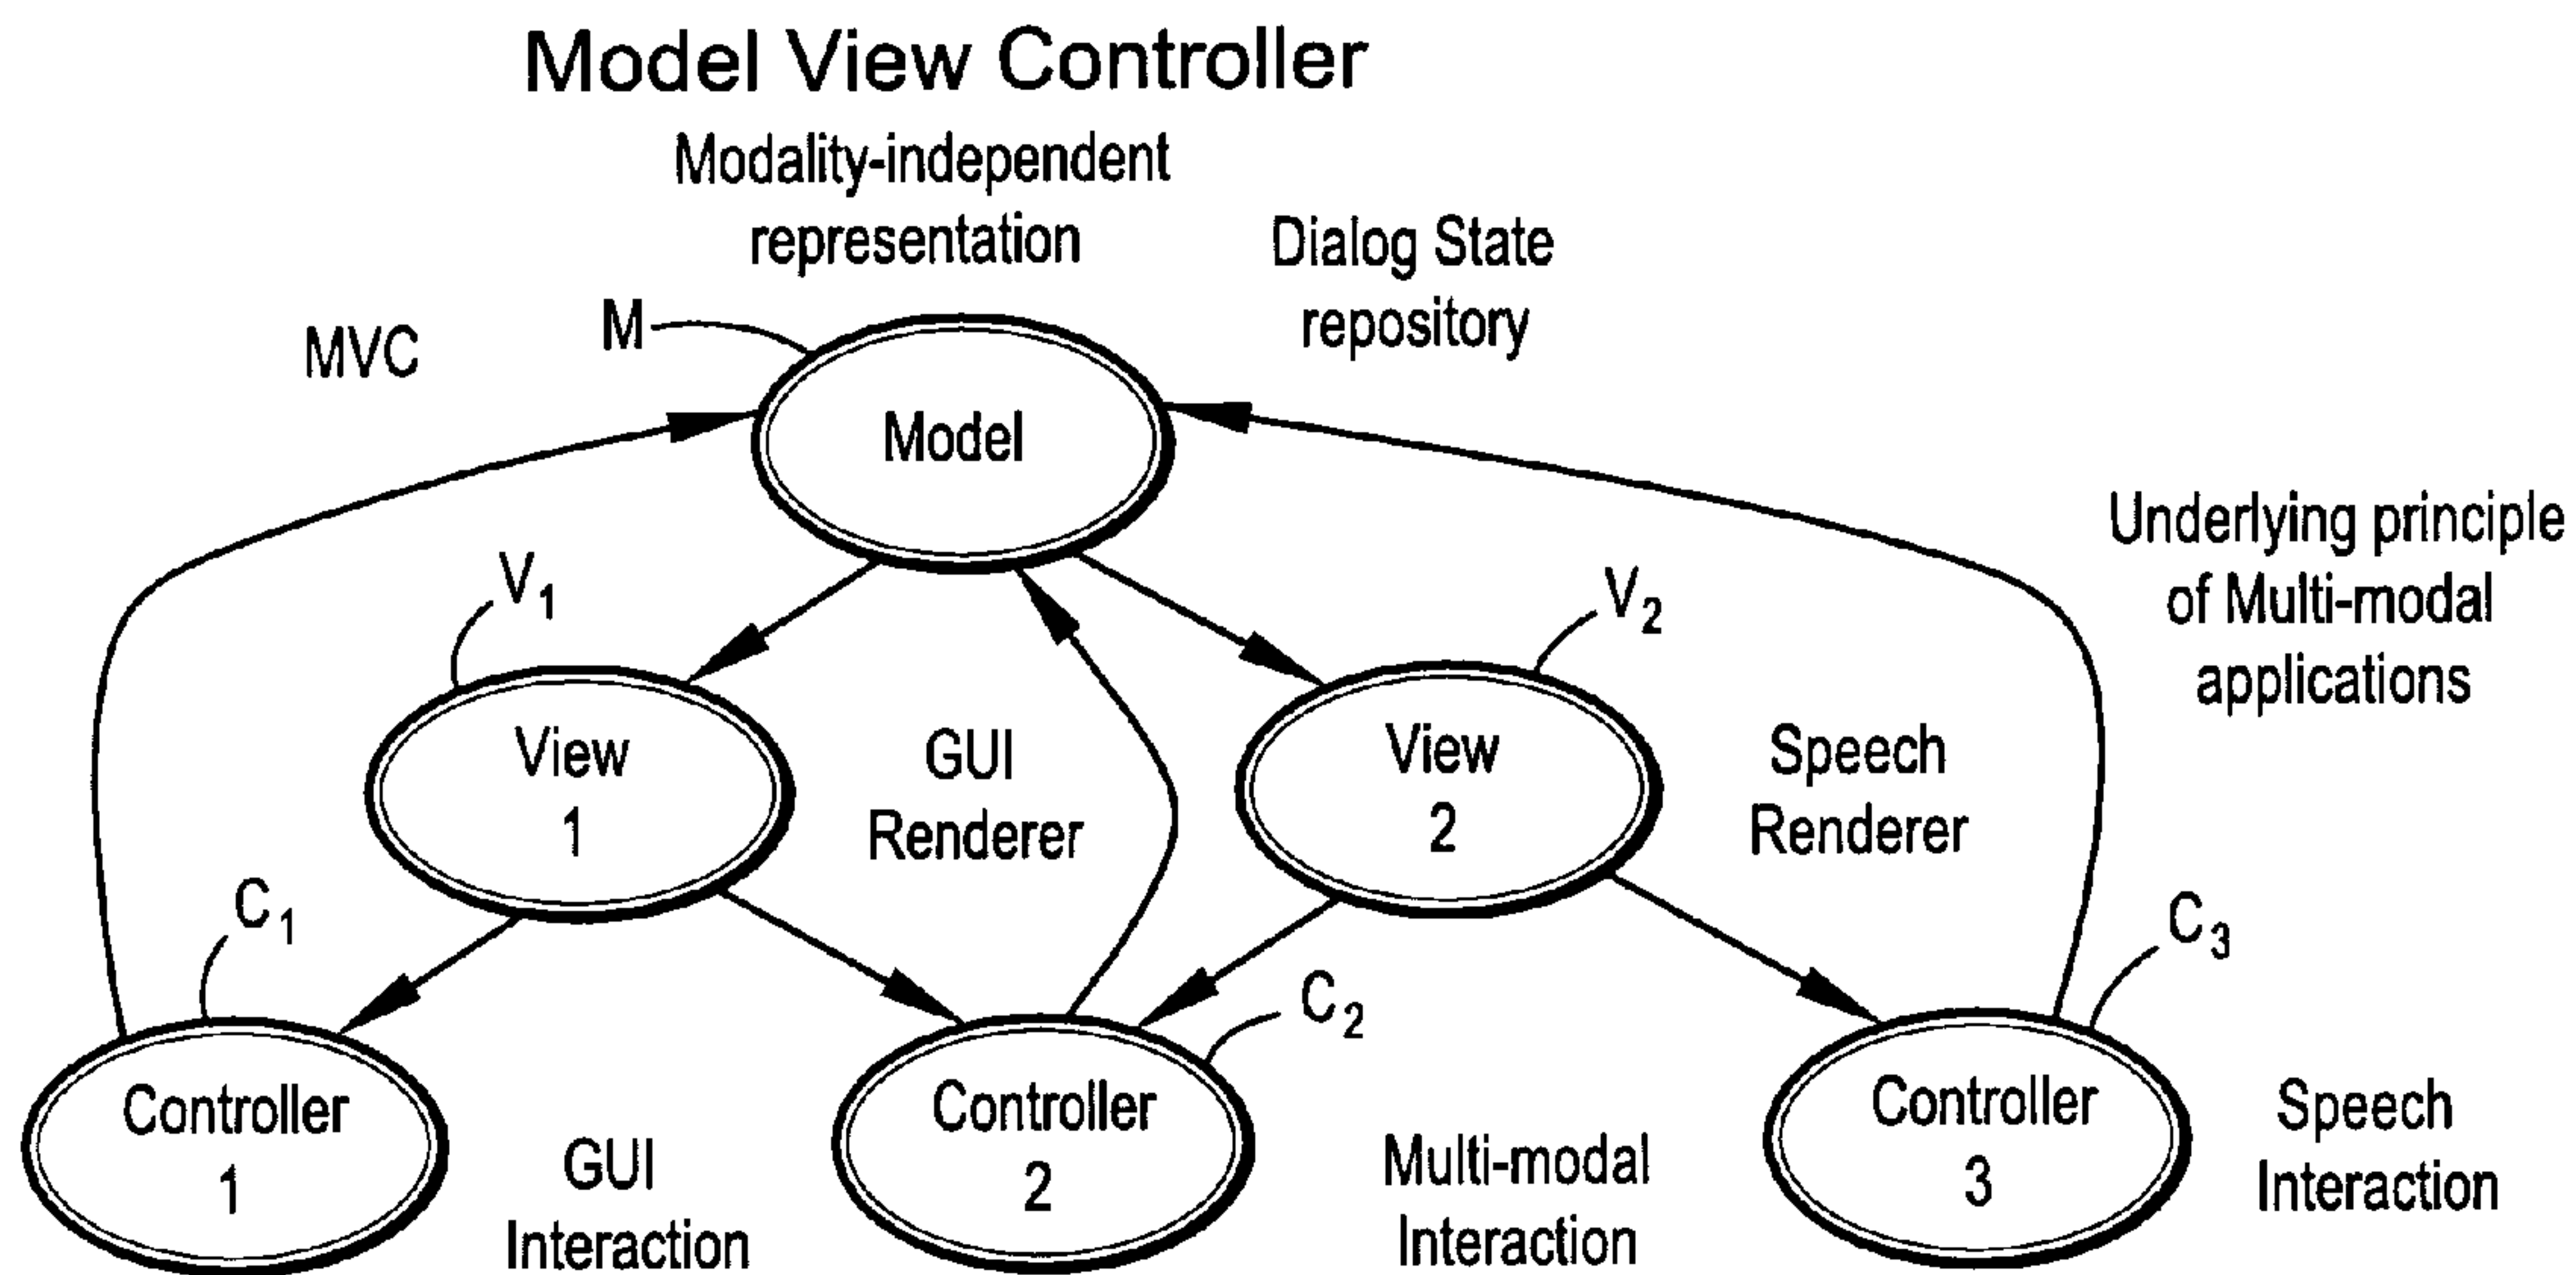 Model View Controller
Modality-independent
representation
Dialog State
repository
MVC
M
Model
Underlying principle
of Multi-modal
applications
V1
V2
View
1
GUI
Renderer
View
2
Speech
Renderer
C1
C2
C3
Controller
1
GUI
Interaction
Controller
2
Multi-modal
Interaction
Controller
3
Speech
Interaction